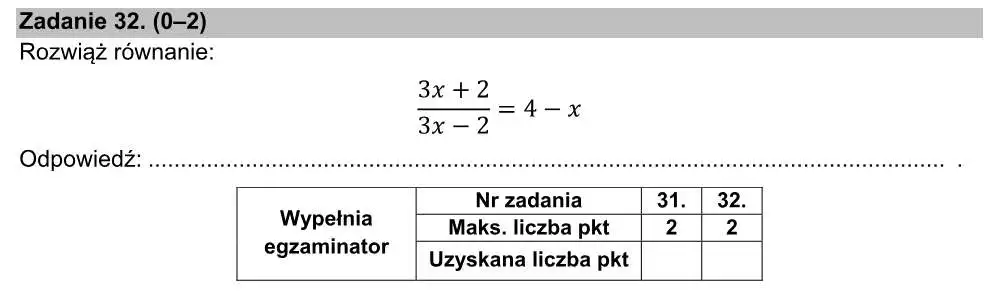 Zadanie 32. (0–2)
Rozwiąż równanie:
3x + 2
3x − 2
= 4 − x
Odpowiedź: ................................................................................................................................ .
Wypełnia egzaminator
Nr zadania 31. 32.
Maks. liczba pkt 2 2
Uzyskana liczba pkt